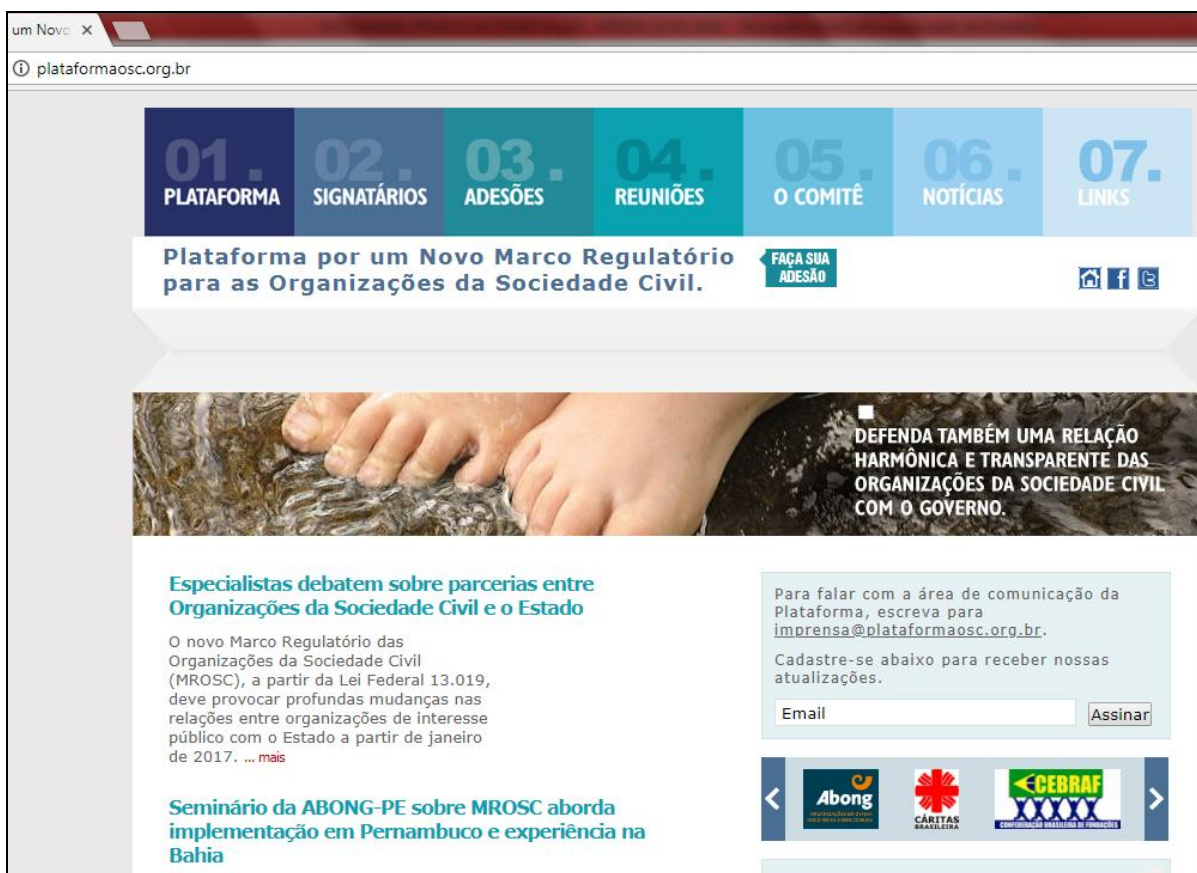 um Novo
plataformaosc.org.br
01. 02. 03. 04. 05. 06. 07.
PLATAFORMA SIGNATÁRIOS ADESÕES REUNIÕES O COMITÊ NOTÍCIAS LINKS
Plataforma por um Novo Marco Regulatório
para as Organizações da Sociedade Civil.
FAÇA SUA
ADESÃO
DEFENDA TAMBÉM UMA RELAÇÃO
HARMÔNICA E TRANSPARENTE DAS
ORGANIZAÇÕES DA SOCIEDADE CIVIL
COM O GOVERNO.
Especialistas debatem sobre parcerias entre
Organizações da Sociedade Civil e o Estado
O novo Marco Regulatório das
Organizações da Sociedade Civil
(MROSC), a partir da Lei Federal 13.019,
deve provocar profundas mudanças nas
relações entre organizações de interesse
público com o Estado a partir de janeiro
de 2017. ... mais
Seminário da ABONG-PE sobre MROSC aborda
implementação em Pernambuco e experiência na
Bahia
Para falar com a área de comunicação da
Plataforma, escreva para
imprensa@plataformaosc.org.br.
Cadastre-se abaixo para receber nossas
atualizações.
Email Assinar
Abong
CÁRITAS
BRASILEIRA
CEBRAF
CONFEDERAÇÃO BRASILEIRA DE FUNDAÇÕES